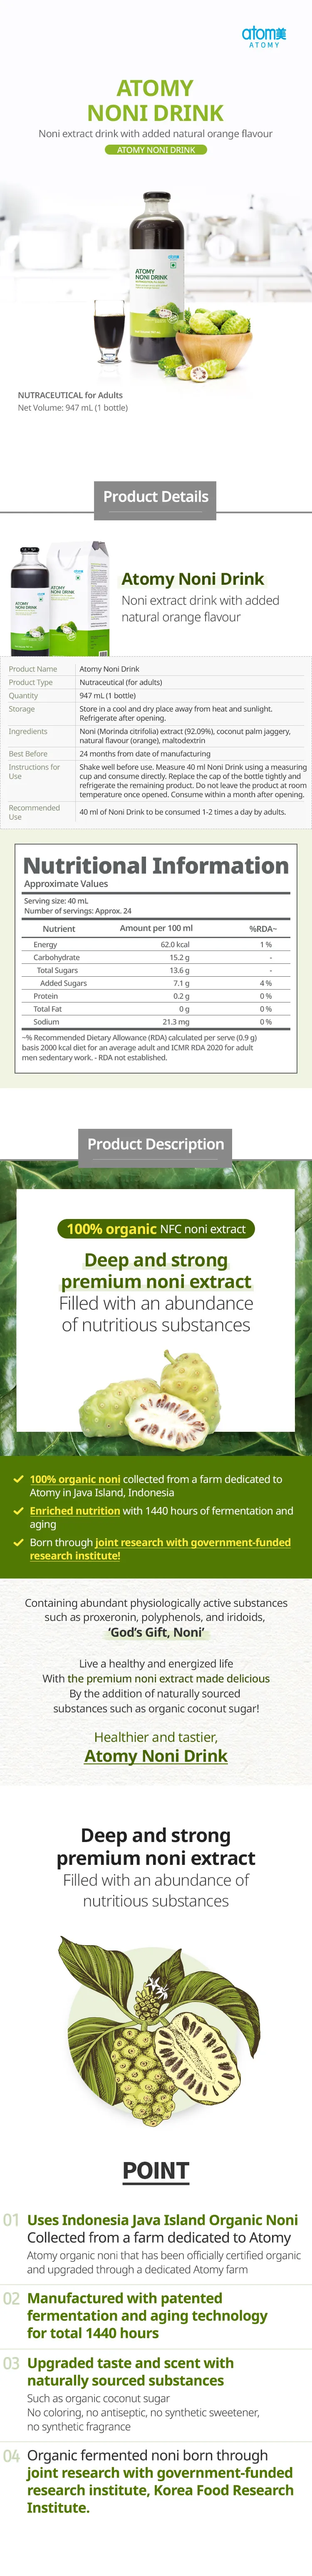 atom美
ATOMY
ATOMY
NONI DRINK
Noni extract drink with added natural orange flavour
ATOMY NONI DRINK
ATOMY
NONI DRINK
NUTRACEUTICAL for Adults
Net Volume: 947 mL (1 bottle)
Product Details
ATOMY
NONI DRINK
ATOMY
NONI DRINK
Atomy Noni Drink
Noni extract drink with added
natural orange flavour
Product Name Atomy Noni Drink
Product Type Nutraceutical (for adults)
Quantity 947 mL (1 bottle)
Storage Store in a cool and dry place away from heat and sunlight.
Refrigerate after opening.
Ingredients Noni (Morinda citrifolia) extract (92.09%), coconut palm jaggery,
natural flavour (orange), maltodextrin
Best Before 24 months from date of manufacturing
Instructions for Shake well before use. Measure 40 ml Noni Drink using a measuring
Use cup and consume directly. Replace the cap of the bottle tightly and
refrigerate the remaining product. Do not leave the product at room
temperature once opened. Consume within a month after opening.
Recommended 40 ml of Noni Drink to be consumed 1-2 times a day by adults.
Use
Nutritional Information
Approximate Values
Serving size: 40 mL
Number of servings: Approx. 24
Nutrient Amount per 100 ml %RDA~
Energy 62.0 kcal 1 %
Carbohydrate 15.2 g -
Total Sugars 13.6 g -
Added Sugars 7.1 g 4 %
Protein 0.2 g 0 %
Total Fat 0 g 0 %
Sodium 21.3 mg 0 %
~% Recommended Dietary Allowance (RDA) calculated per serve (0.9 g)
basis 2000 kcal diet for an average adult and ICMR RDA 2020 for adult
men sedentary work. - RDA not established.
Product Description
100% organic NFC noni extract
Deep and strong
premium noni extract
Filled with an abundance
of nutritious substances
100% organic noni collected from a farm dedicated to
Atomy in Java Island, Indonesia
Enriched nutrition with 1440 hours of fermentation and
aging
Born through joint research with government-funded
research institute!
Containing abundant physiologically active substances
such as proxeronin, polyphenols, and iridoids,
‘God’s Gift, Noni’
Live a healthy and energized life
With the premium noni extract made delicious
By the addition of naturally sourced
substances such as organic coconut sugar!
Healthier and tastier,
Atomy Noni Drink
Deep and strong
premium noni extract
Filled with an abundance of
nutritious substances
POINT
01 Uses Indonesia Java Island Organic Noni
Collected from a farm dedicated to Atomy
Atomy organic noni that has been officially certified organic
and upgraded through a dedicated Atomy farm
02 Manufactured with patented
fermentation and aging technology
for total 1440 hours
03 Upgraded taste and scent with
naturally sourced substances
Such as organic coconut sugar
No coloring, no antiseptic, no synthetic sweetener,
no synthetic fragrance
04 Organic fermented noni born through
joint research with government-funded
research institute, Korea Food Research
Institute.